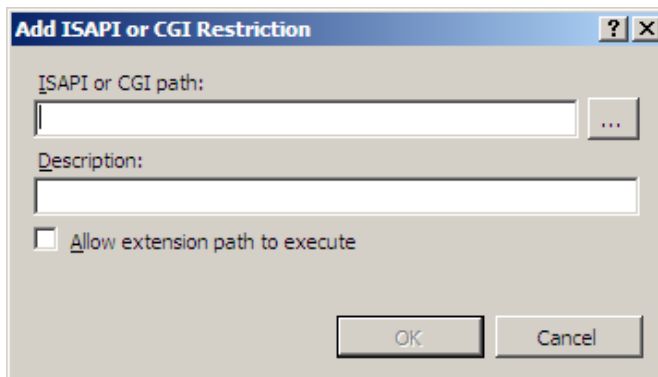 Add ISAPI or CGI Restriction
ISAPI or CGI path:
...
Description:
Allow extension path to execute
OK
Cancel